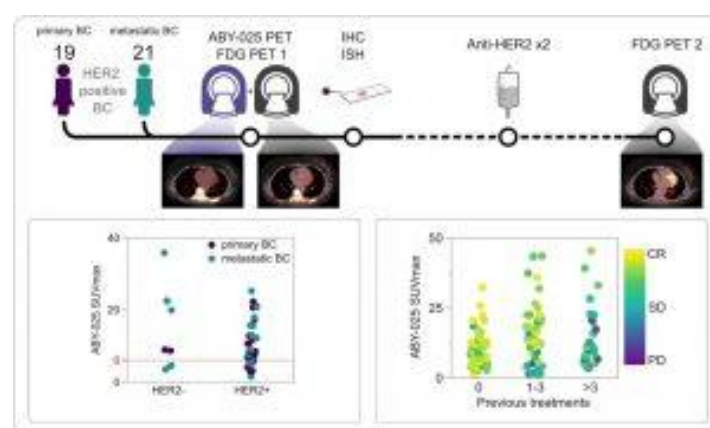 primary BC
metastatic BC
19
21
HER2
positive
BC
ABY-025 PET
FDG PET 1
IHC
ISH
Anti-HER2 x2
FDG PET 2
40
20
0
ABY-025 SUVmax
primary BC
metastatic BC
HER2-
HER2+
50
25
0
ABY-025 SUVmax
0
1-3
>3
Previous treatments
CR
SD
PD